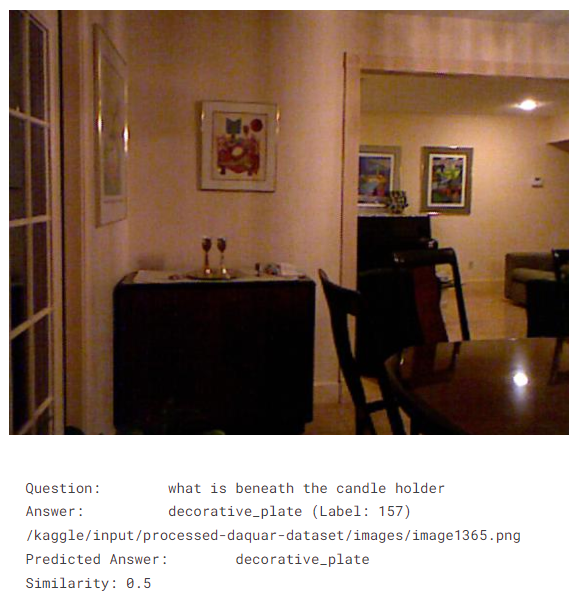 Question: what is beneath the candle holder
Answer: decorative_plate (Label: 157)
/kaggle/input/processed-daquar-dataset/images/image1365.png
Predicted Answer: decorative_plate
Similarity: 0.5